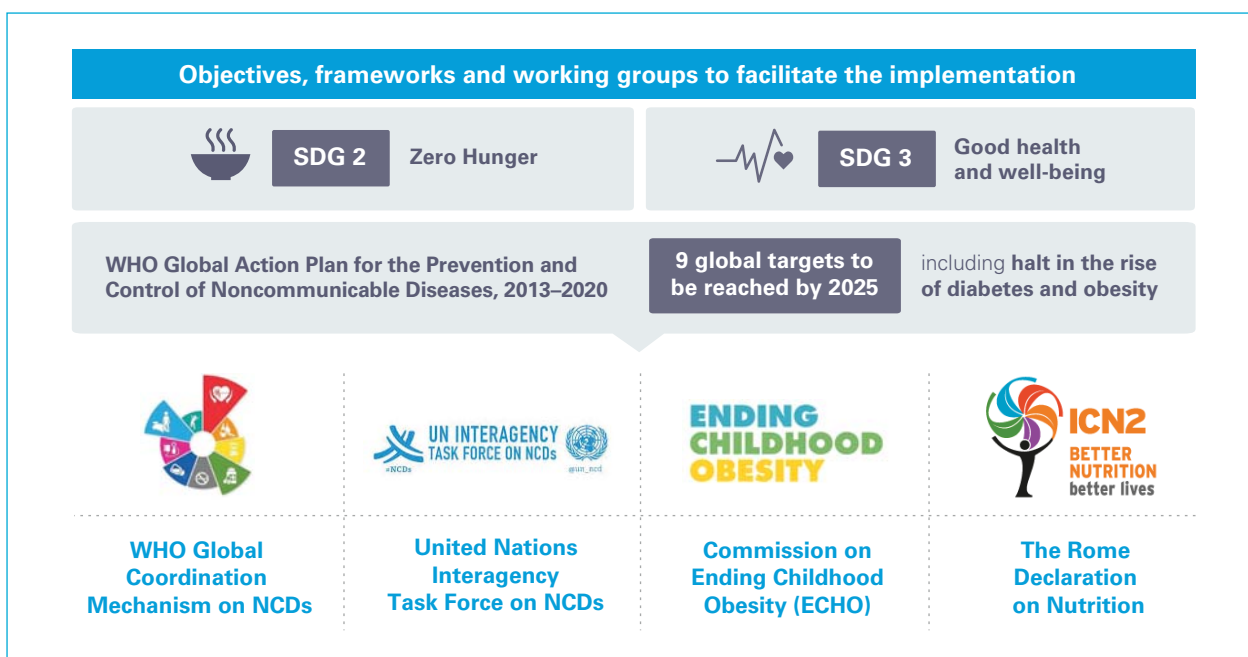 Objectives, frameworks and working groups to facilitate the implementation
SDG 2
Zero Hunger
SDG 3
Good health
and well-being
WHO Global Action Plan for the Prevention and
Control of Noncommunicable Diseases, 2013–2020
9 global targets to
be reached by 2025
including halt in the rise
of diabetes and obesity
UN INTERAGENCY
TASK FORCE ON NCDs
#NCDs
@un_ncd
ENDING
CHILDHOOD
OBESITY
ICN2
BETTER
NUTRITION
better lives
WHO Global
Coordination
Mechanism on NCDs
United Nations
Interagency
Task Force on NCDs
Commission on
Ending Childhood
Obesity (ECHO)
The Rome
Declaration
on Nutrition